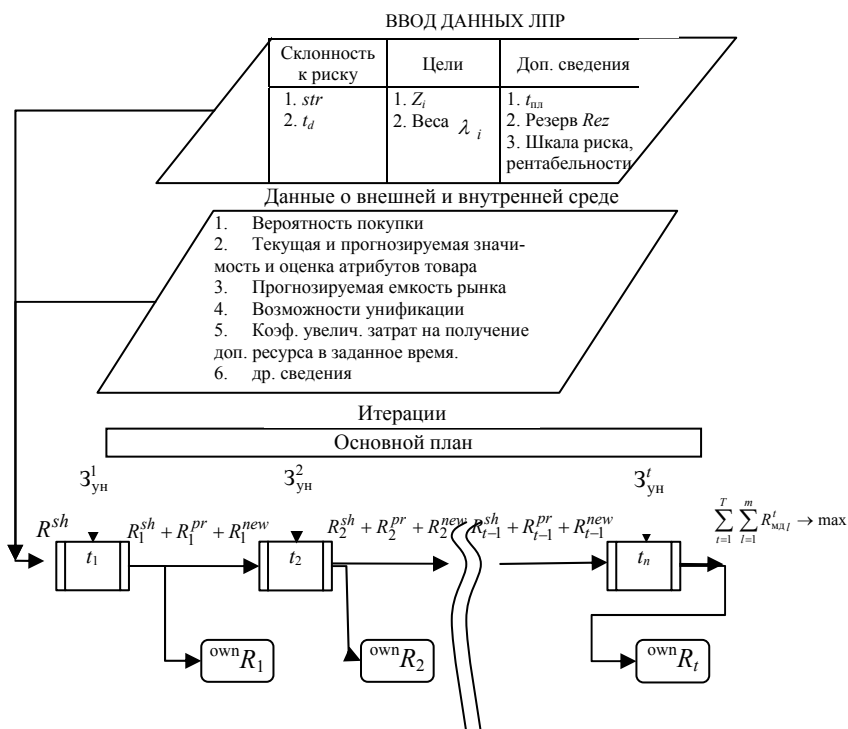 ВВОД ДАННЫХ ЛПР
Склонность к риску
Цели
Доп. сведения
1. str
2. t_d
1. Z_i
2. Веса λ_i
1. t_пл
2. Резерв Rez
3. Шкала риска,
рентабельности
Данные о внешней и внутренней среде
1. Вероятность покупки
2. Текущая и прогнозируемая значи-
мость и оценка атрибутов товара
3. Прогнозируемая емкость рынка
4. Возможности унификации
5. Коэф. увелич. затрат на получение
доп. ресурса в заданное время.
6. др. сведения
Итерации
Основной план
З_ун^1
З_ун^2
З_ун^t
R^sh
R_1^sh + R_1^pr + R_1^new
R_2^sh + R_2^pr + R_2^new
R_{t-1}^sh + R_{t-1}^pr + R_{t-1}^new
∑_{t=1}^{T} ∑_{l=1}^{m} R_{мд l}^t → max
t_1
t_2
t_n
^own R_1
^own R_2
^own R_t